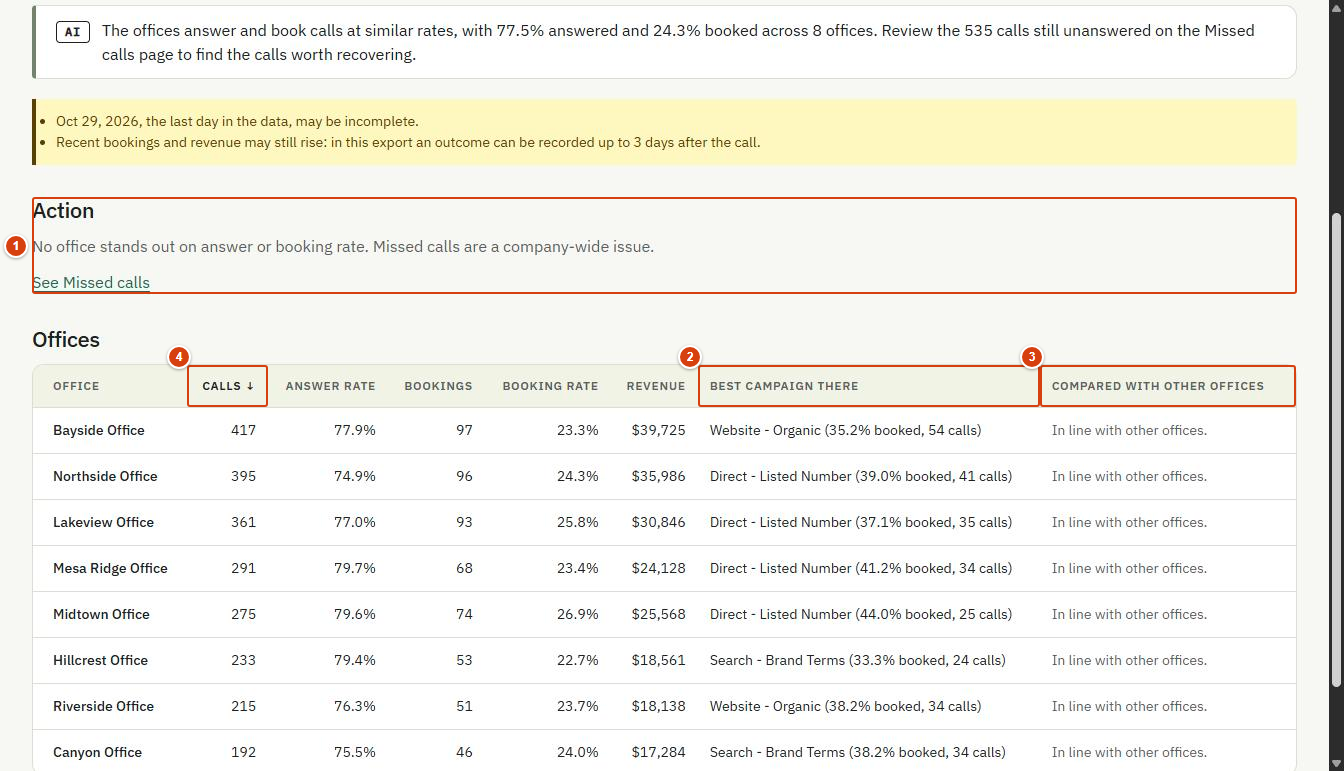 AI The offices answer and book calls at similar rates, with 77.5% answered and 24.3% booked across 8 offices. Review the 535 calls still unanswered on the Missed
calls page to find the calls worth recovering.
• Oct 29, 2026, the last day in the data, may be incomplete.
• Recent bookings and revenue may still rise: in this export an outcome can be recorded up to 3 days after the call.
Action
1 No office stands out on answer or booking rate. Missed calls are a company-wide issue.
See Missed calls
Offices
4 2 3
OFFICE CALLS ↓ ANSWER RATE BOOKINGS BOOKING RATE REVENUE BEST CAMPAIGN THERE COMPARED WITH OTHER OFFICES
Bayside Office 417 77.9% 97 23.3% $39,725 Website - Organic (35.2% booked, 54 calls) In line with other offices.
Northside Office 395 74.9% 96 24.3% $35,986 Direct - Listed Number (39.0% booked, 41 calls) In line with other offices.
Lakeview Office 361 77.0% 93 25.8% $30,846 Direct - Listed Number (37.1% booked, 35 calls) In line with other offices.
Mesa Ridge Office 291 79.7% 68 23.4% $24,128 Direct - Listed Number (41.2% booked, 34 calls) In line with other offices.
Midtown Office 275 79.6% 74 26.9% $25,568 Direct - Listed Number (44.0% booked, 25 calls) In line with other offices.
Hillcrest Office 233 79.4% 53 22.7% $18,561 Search - Brand Terms (33.3% booked, 24 calls) In line with other offices.
Riverside Office 215 76.3% 51 23.7% $18,138 Website - Organic (38.2% booked, 34 calls) In line with other offices.
Canyon Office 192 75.5% 46 24.0% $17,284 Search - Brand Terms (38.2% booked, 34 calls) In line with other offices.